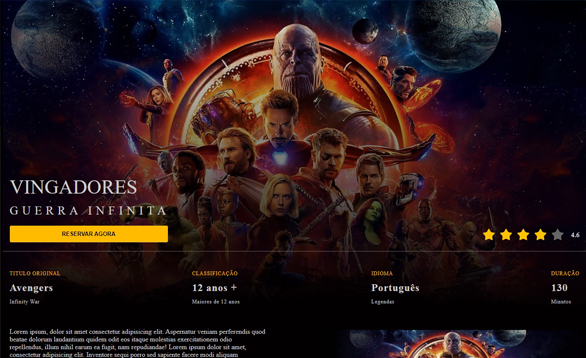 VINGADORES
GUERRA INFINITA
RESERVAR AGORA
4.6
TITULO ORIGINAL
Avengers
Infinity War
CLASSIFICAÇÃO
12 anos +
Maiores de 12 anos
IDIOMA
Português
Legendas
DURAÇÃO
130
Minutos
Lorem ipsum, dolor sit amet consectetur adipisicing elit. Aspernatur veniam perferendis quod
beatae dolorum laudantium quidem odit eos itaque molestias exercitationem odio
repellendus, illum nihil earum ea fugit, nam repudiandae! Lorem ipsum dolor sit amet,
consectetur adipisicing elit. Inventore sequi porro sed sapiente facere modi aliquam